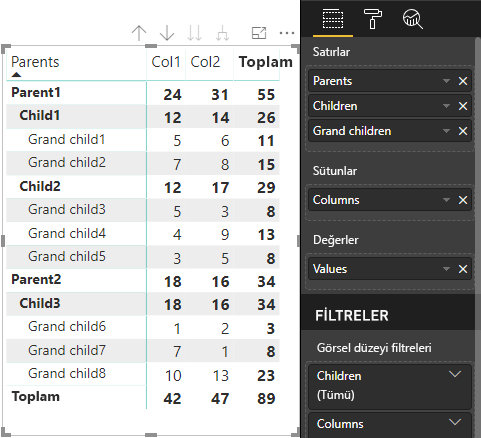 Parents Col1 Col2 Toplam
Parent1 24 31 55
Child1 12 14 26
Grand child1 5 6 11
Grand child2 7 8 15
Child2 12 17 29
Grand child3 5 3 8
Grand child4 4 9 13
Grand child5 3 5 8
Parent2 18 16 34
Child3 18 16 34
Grand child6 1 2 3
Grand child7 7 1 8
Grand child8 10 13 23
Toplam 42 47 89
Satırlar
Parents
Children
Grand children
Sütunlar
Columns
Değerler
Values
FİLTRELER
Görsel düzeyi filtreleri
Children
(Tümü)
Columns